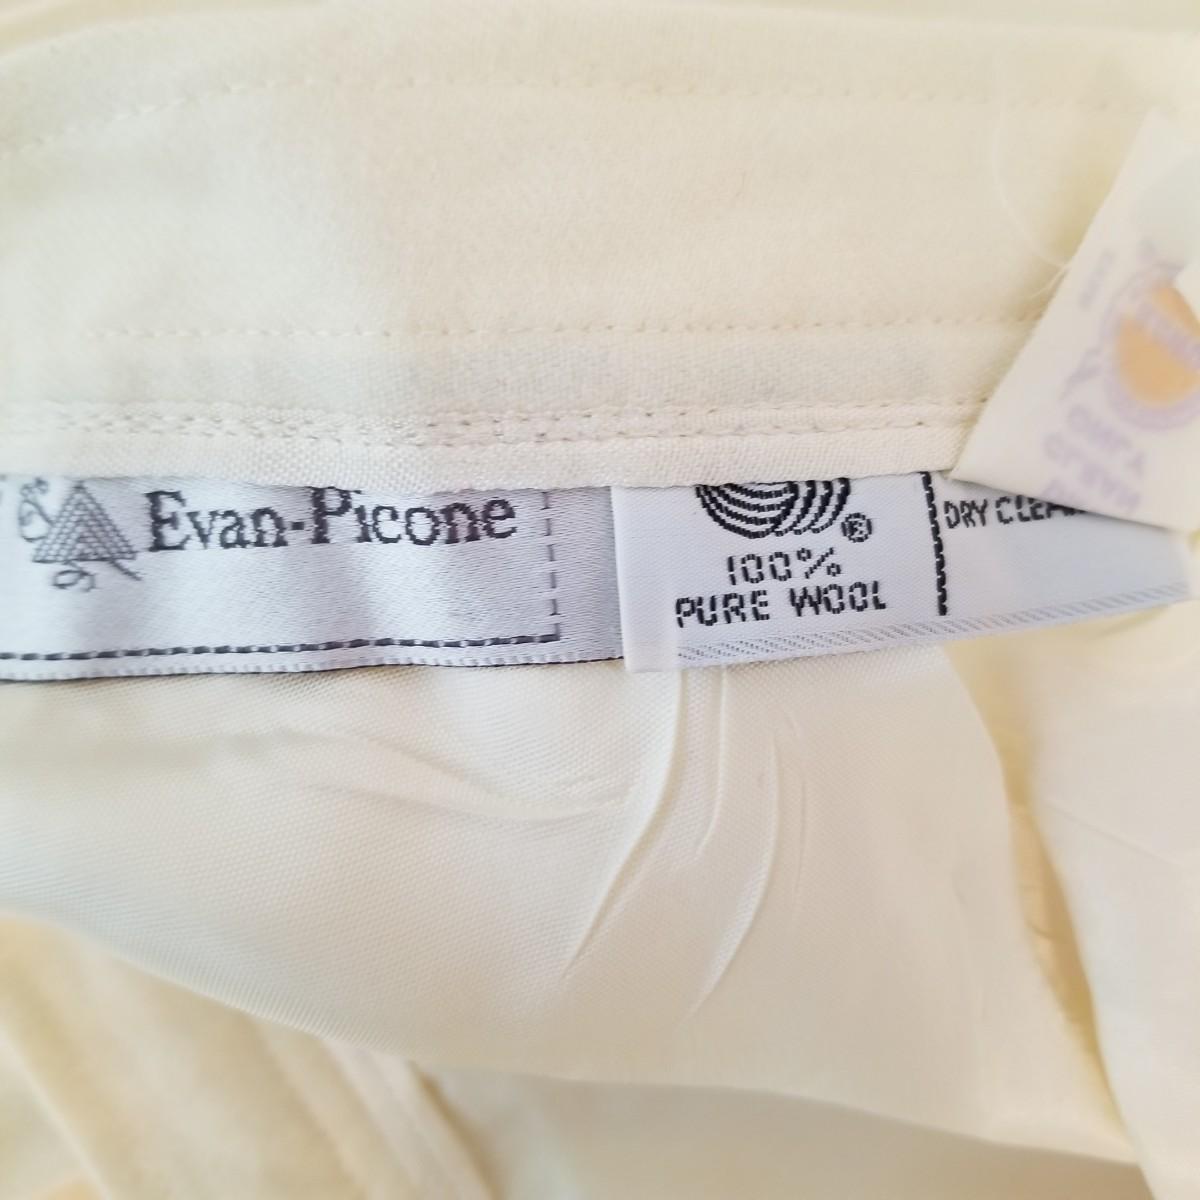 Evan-Picone
®
100%
PURE WOOL
DRY CLEA